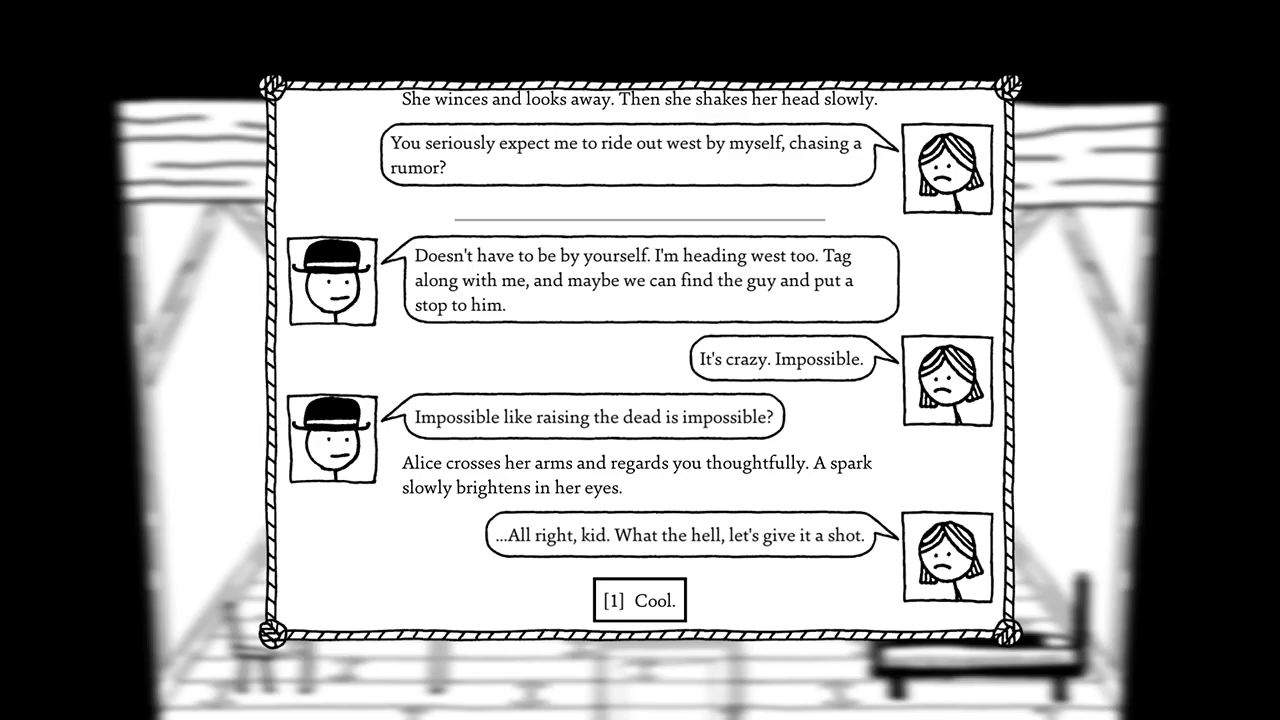 She winces and looks away. Then she shakes her head slowly.
You seriously expect me to ride out west by myself, chasing a
rumor?
Doesn't have to be by yourself. I'm heading west too. Tag
along with me, and maybe we can find the guy and put a
stop to him.
It's crazy. Impossible.
Impossible like raising the dead is impossible?
Alice crosses her arms and regards you thoughtfully. A spark
slowly brightens in her eyes.
...All right, kid. What the hell, let's give it a shot.
[1] Cool.